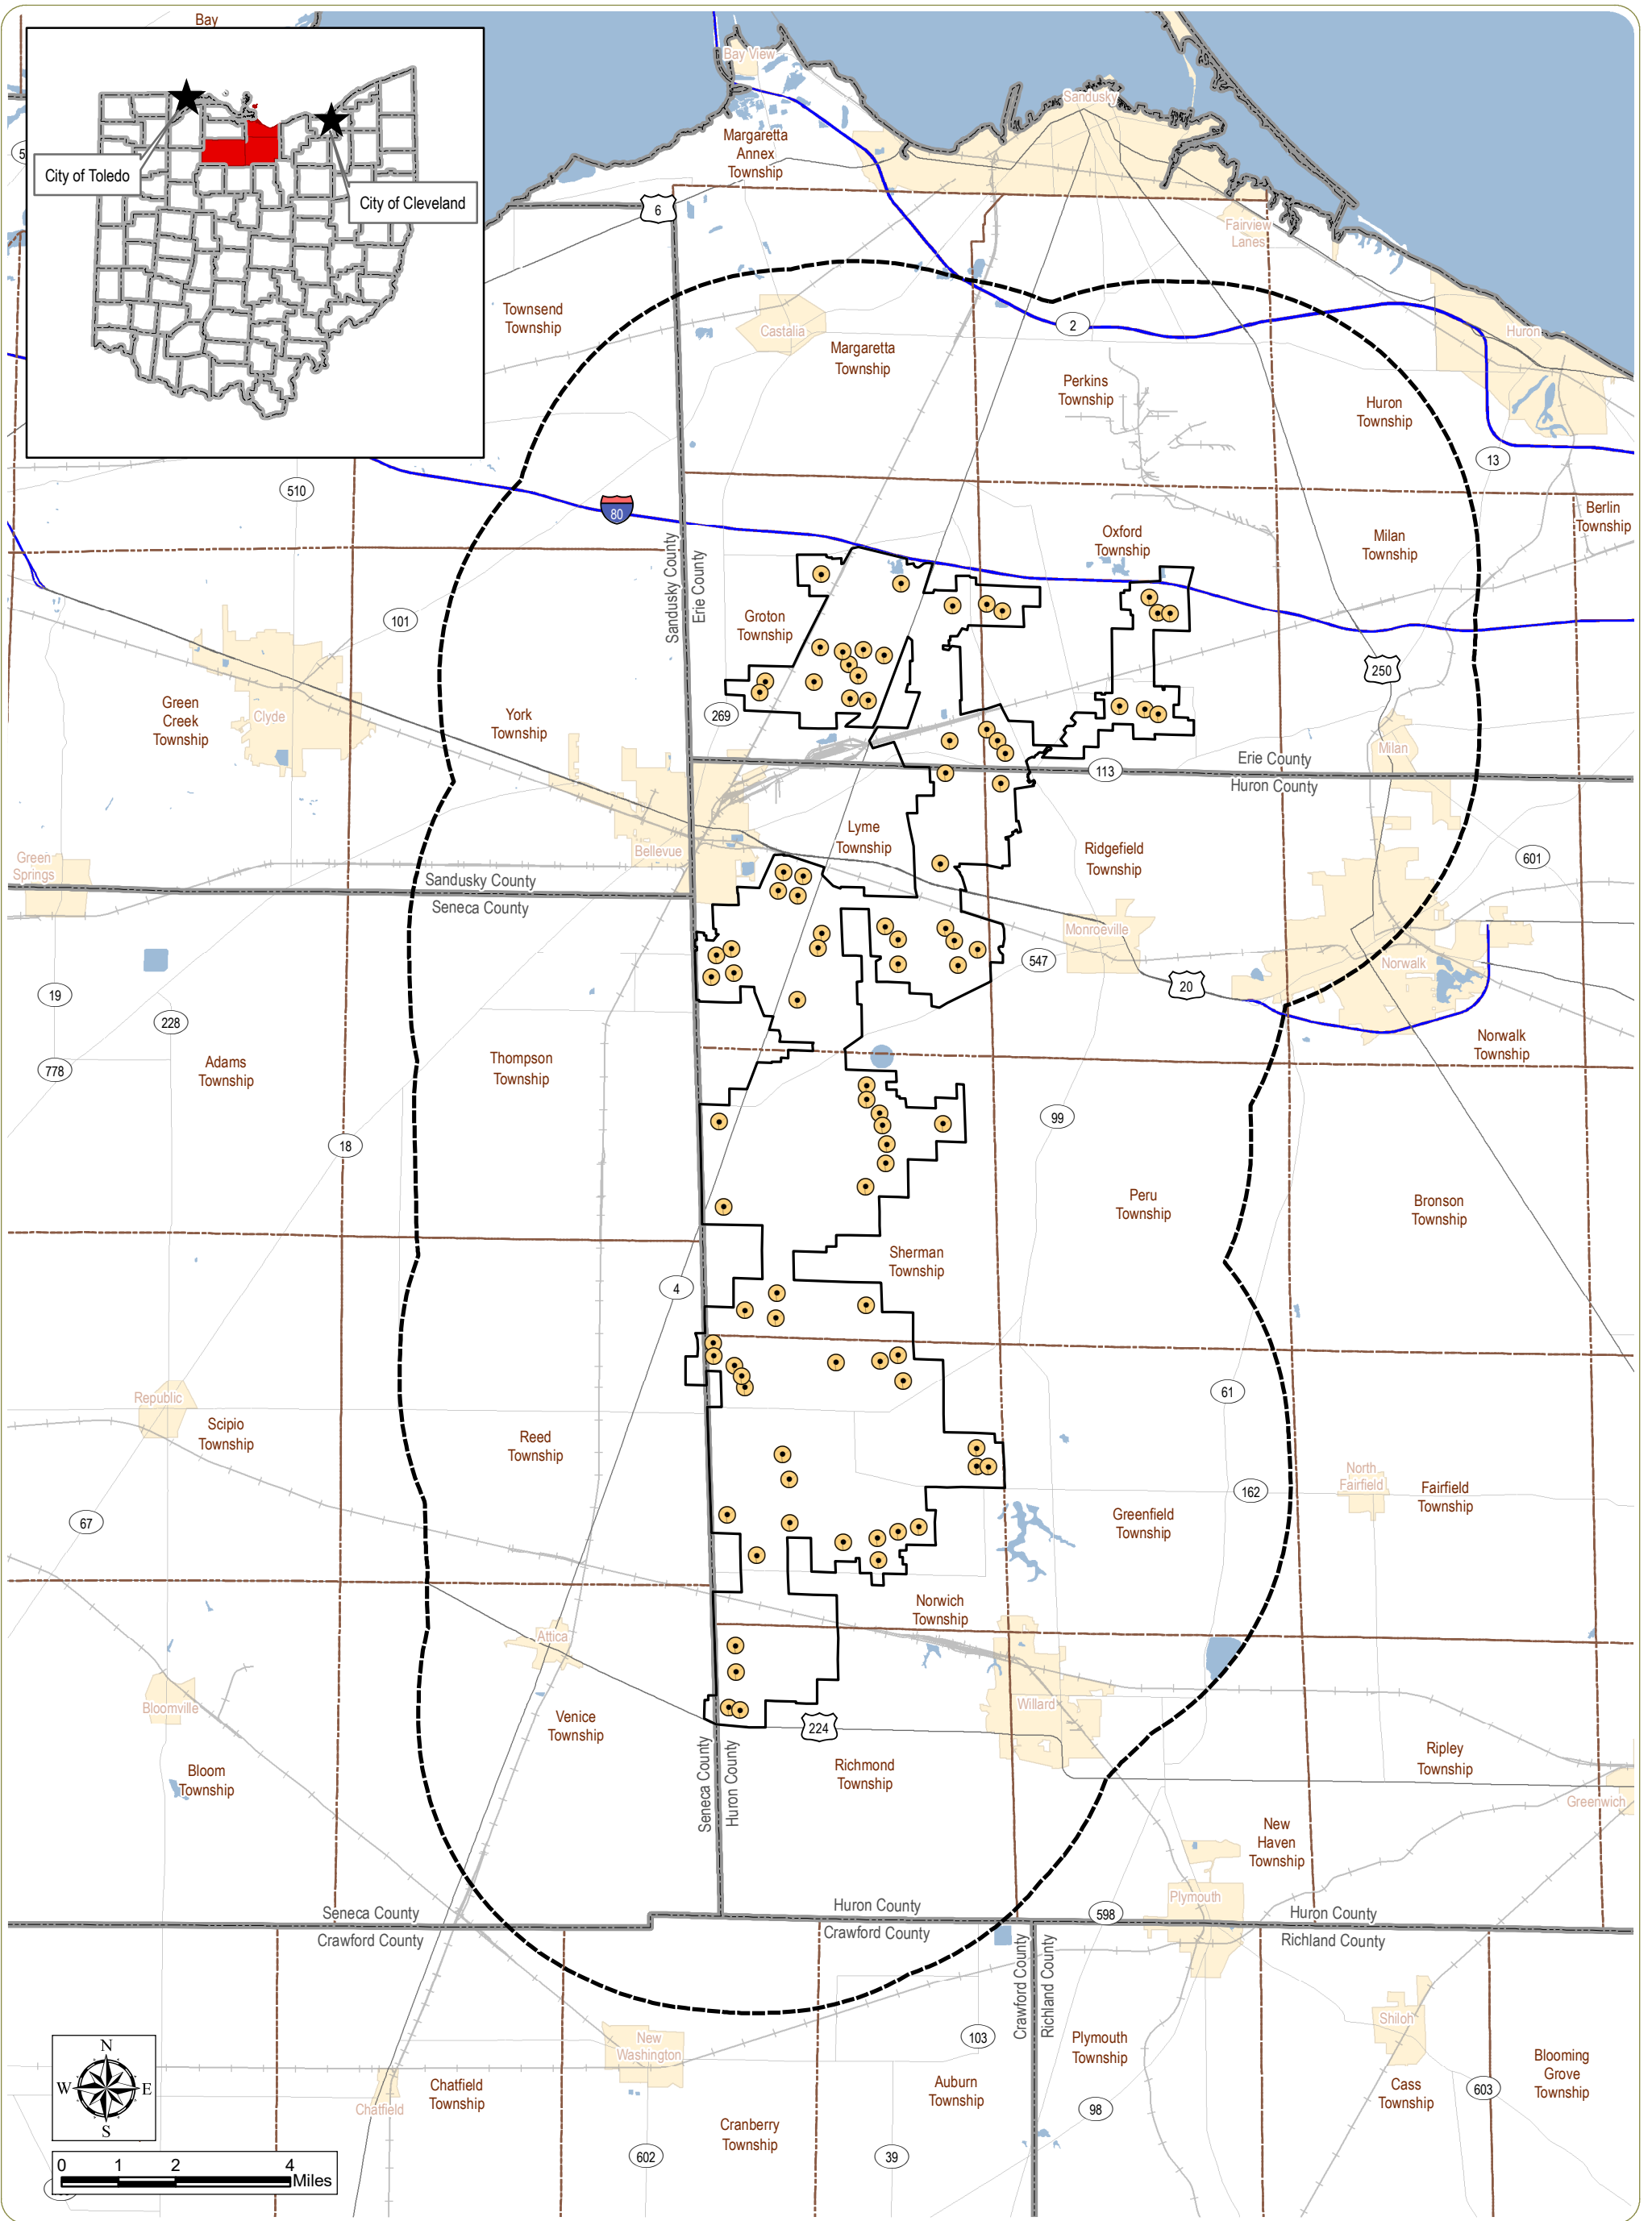 Bay
Bay View
Sandusky
Margaretta
Annex
Township
City of Toledo
City of Cleveland
6
Fairview
Lanes
Townsend
Township
Castalia
2
Huron
Margaretta
Township
Perkins
Township
Huron
Township
13
510
80
Berlin
Township
Oxford
Township
Milan
Township
Sandusky County
Erie County
101
Groton
Township
250
Green
Creek
Township
Clyde
York
Township
269
Milan
Erie County
113
Huron County
Lyme
Township
Bellevue
Ridgefield
Township
601
Green
Springs
Sandusky County
Seneca County
Monroeville
547
Norwalk
20
19
228
Norwalk
Township
778
Adams
Township
Thompson
Township
99
18
Peru
Township
Bronson
Township
Sherman
Township
4
61
Republic
Scipio
Township
Reed
Township
North
Fairfield
162
Fairfield
Township
67
Greenfield
Township
Norwich
Township
Attica
Willard
Bloomville
Venice
Township
224
Seneca County
Huron County
Bloom
Township
Richmond
Township
Ripley
Township
Greenwich
New
Haven
Township
Plymouth
Seneca County
Crawford County
Huron County
Crawford County
598
Huron County
Richland County
Crawford County
Richland County
Shiloh
New
Washington
103
Plymouth
Township
Blooming
Grove
Township
N
W
E
S
Chatfield
Chatfield
Township
Auburn
Township
Cass
Township
603
98
Cranberry
Township
602
39
0
1
2
4
Miles